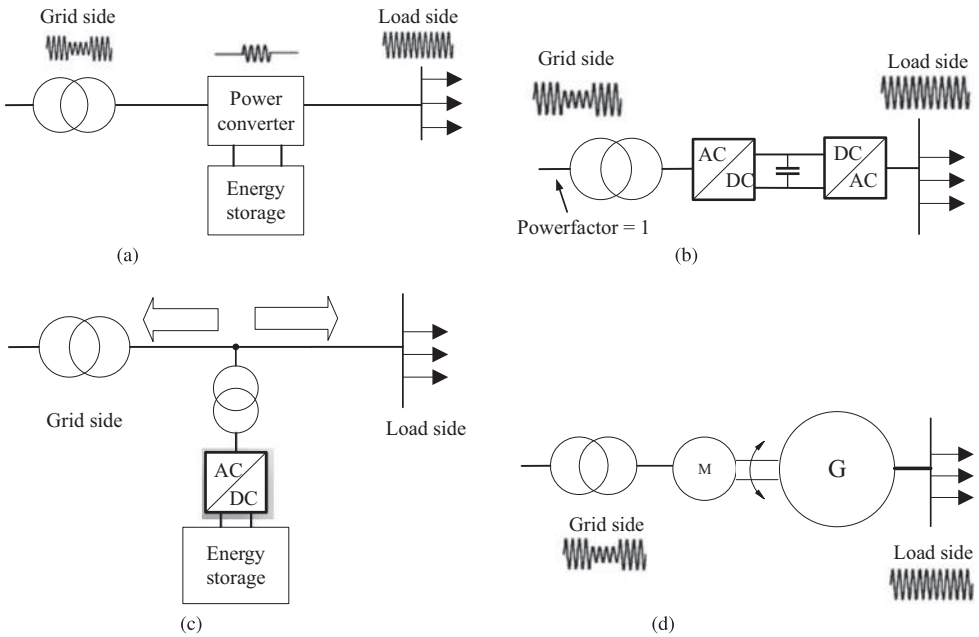 Grid side
Load side
Power
converter
Energy
storage
(a)
Grid side
Load side
AC
DC
DC
AC
Powerfactor = 1
(b)
Grid side
Load side
AC
DC
Energy
storage
(c)
M
G
Grid side
Load side
(d)